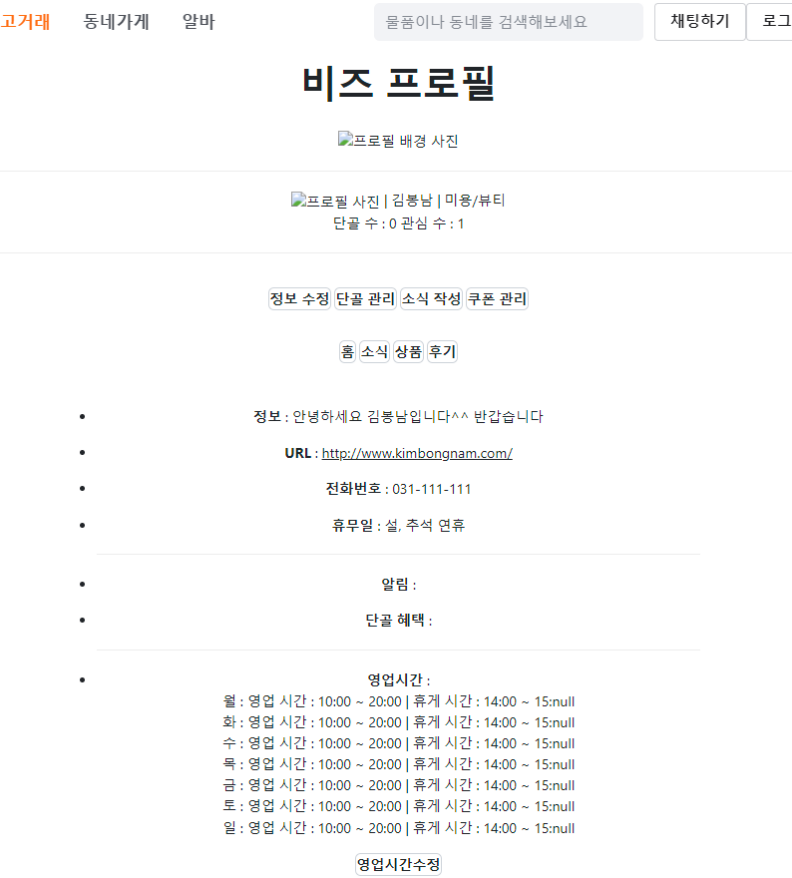 고거래 동네가게 알바 물품이나 동네를 검색해보세요 채팅하기 로그
비즈 프로필
프로필 배경 사진
프로필 사진 | 김봉남 | 미용/뷰티
단골 수 : 0 관심 수 : 1
정보 수정 단골 관리 소식 작성 쿠폰 관리
홈 소식 상품 후기
정보 : 안녕하세요 김봉남입니다^^ 반갑습니다
URL : http://www.kimbongnam.com/
전화번호 : 031-111-111
휴무일 : 설, 추석 연휴
알림 :
단골 혜택 :
영업시간 :
월 : 영업 시간 : 10:00 ~ 20:00 | 휴게 시간 : 14:00 ~ 15:null
화 : 영업 시간 : 10:00 ~ 20:00 | 휴게 시간 : 14:00 ~ 15:null
수 : 영업 시간 : 10:00 ~ 20:00 | 휴게 시간 : 14:00 ~ 15:null
목 : 영업 시간 : 10:00 ~ 20:00 | 휴게 시간 : 14:00 ~ 15:null
금 : 영업 시간 : 10:00 ~ 20:00 | 휴게 시간 : 14:00 ~ 15:null
토 : 영업 시간 : 10:00 ~ 20:00 | 휴게 시간 : 14:00 ~ 15:null
일 : 영업 시간 : 10:00 ~ 20:00 | 휴게 시간 : 14:00 ~ 15:null
영업시간수정